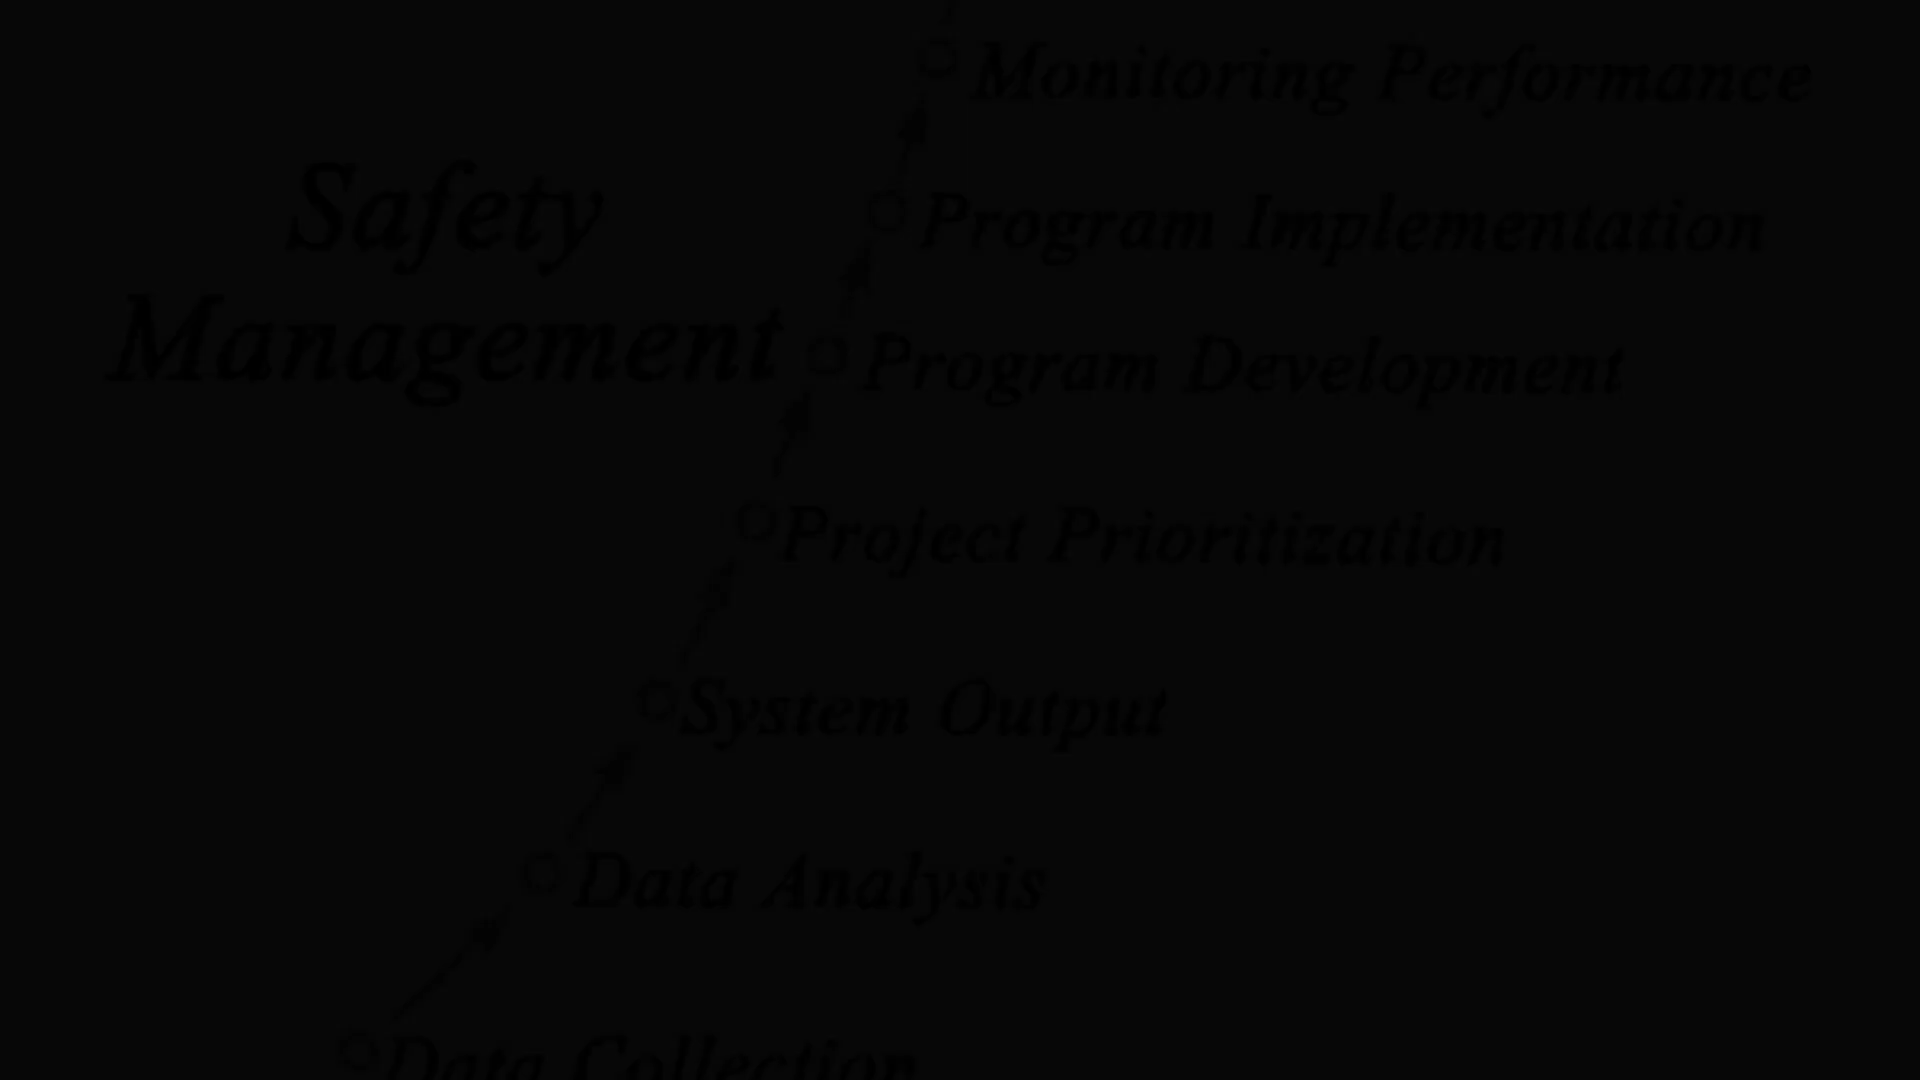 Monitoring Performance
Safety
Management
Program Implementation
Program Development
Project Prioritization
System Output
Data Analysis
Data Collection